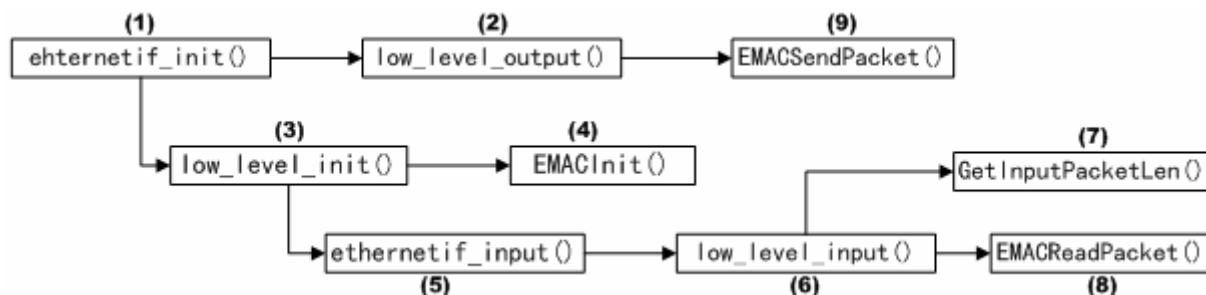 (1)
(2)
(9)
ehternetif_init()
low_level_output()
EMACSendPacket()
(3)
(4)
(7)
low_level_init()
EMACInit()
GetInputPacketLen()
ethernetif_input()
low_level_input()
EMACReadPacket()
(5)
(6)
(8)